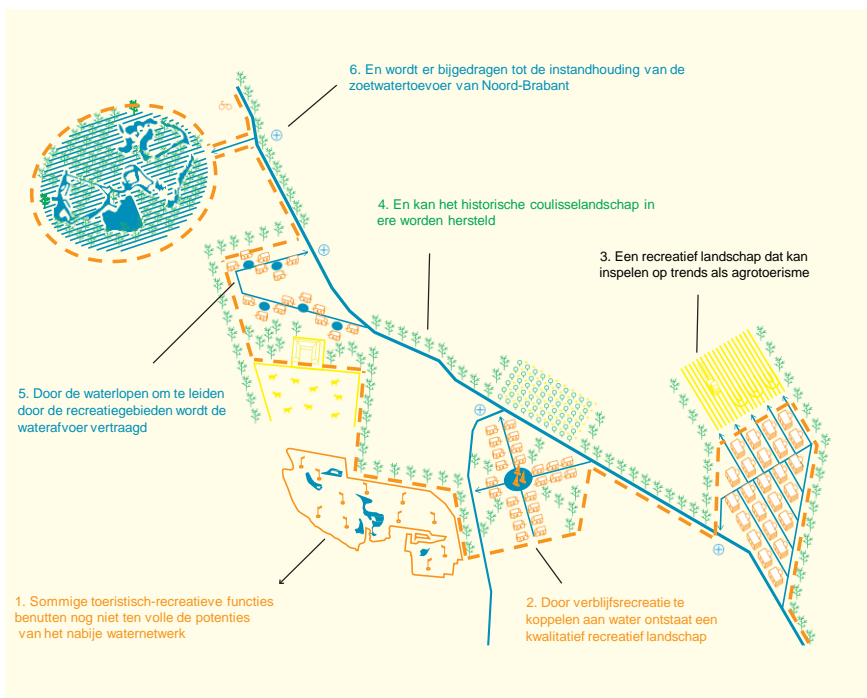 6. En wordt er bijgedragen tot de instandhouding van de
zoetwatertoevoer van Noord-Brabant
4. En kan het historische coulisselandschap in
ere worden hersteld
3. Een recreatief landschap dat kan
inspelen op trends als agrotoerisme
5. Door de waterlopen om te leiden
door de recreatiegebieden wordt de
waterafvoer vertraagd
1. Sommige toeristisch-recreatieve functies
benutten nog niet ten volle de potenties
van het nabije waternetwerk
2. Door verblijfsrecreatie te
koppelen aan water ontstaat een
kwalitatief recreatief landschap